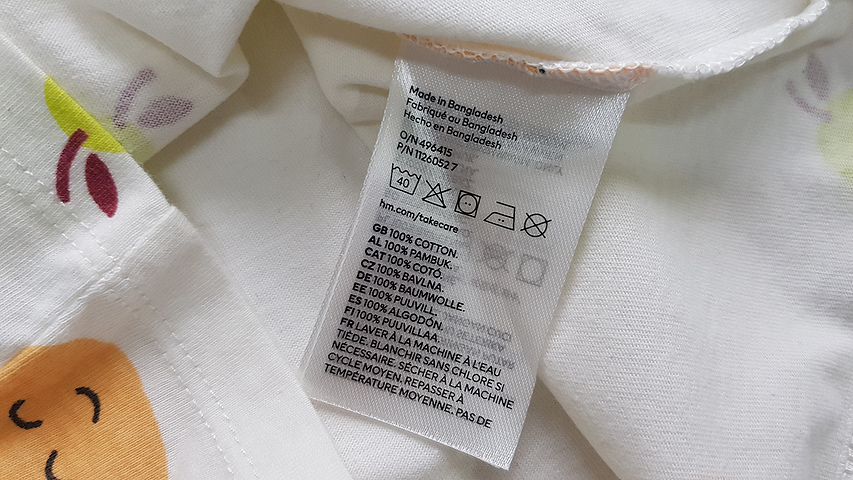 Made in Bangladesh
Fabriqué au Bangladesh
Hecho en Bangladesh
O/N 496415
P/N 1126052 7
40
hm.com/takecare
GB 100% COTTON.
AL 100% PAMBUK.
CAT 100% COTÓ.
CZ 100% BAVLNA.
DE 100% BAUMWOLLE.
EE 100% PUUVILL.
ES 100% ALGODÓN.
FI 100% PUUVILLAA.
FR LAVER À LA MACHINE À L'EAU
TIÈDE. BLANCHIR SANS CHLORE SI
NÉCESSAIRE. SÉCHER À LA MACHINE
CYCLE MOYEN. REPASSER À
TEMPÉRATURE MOYENNE. PAS DE